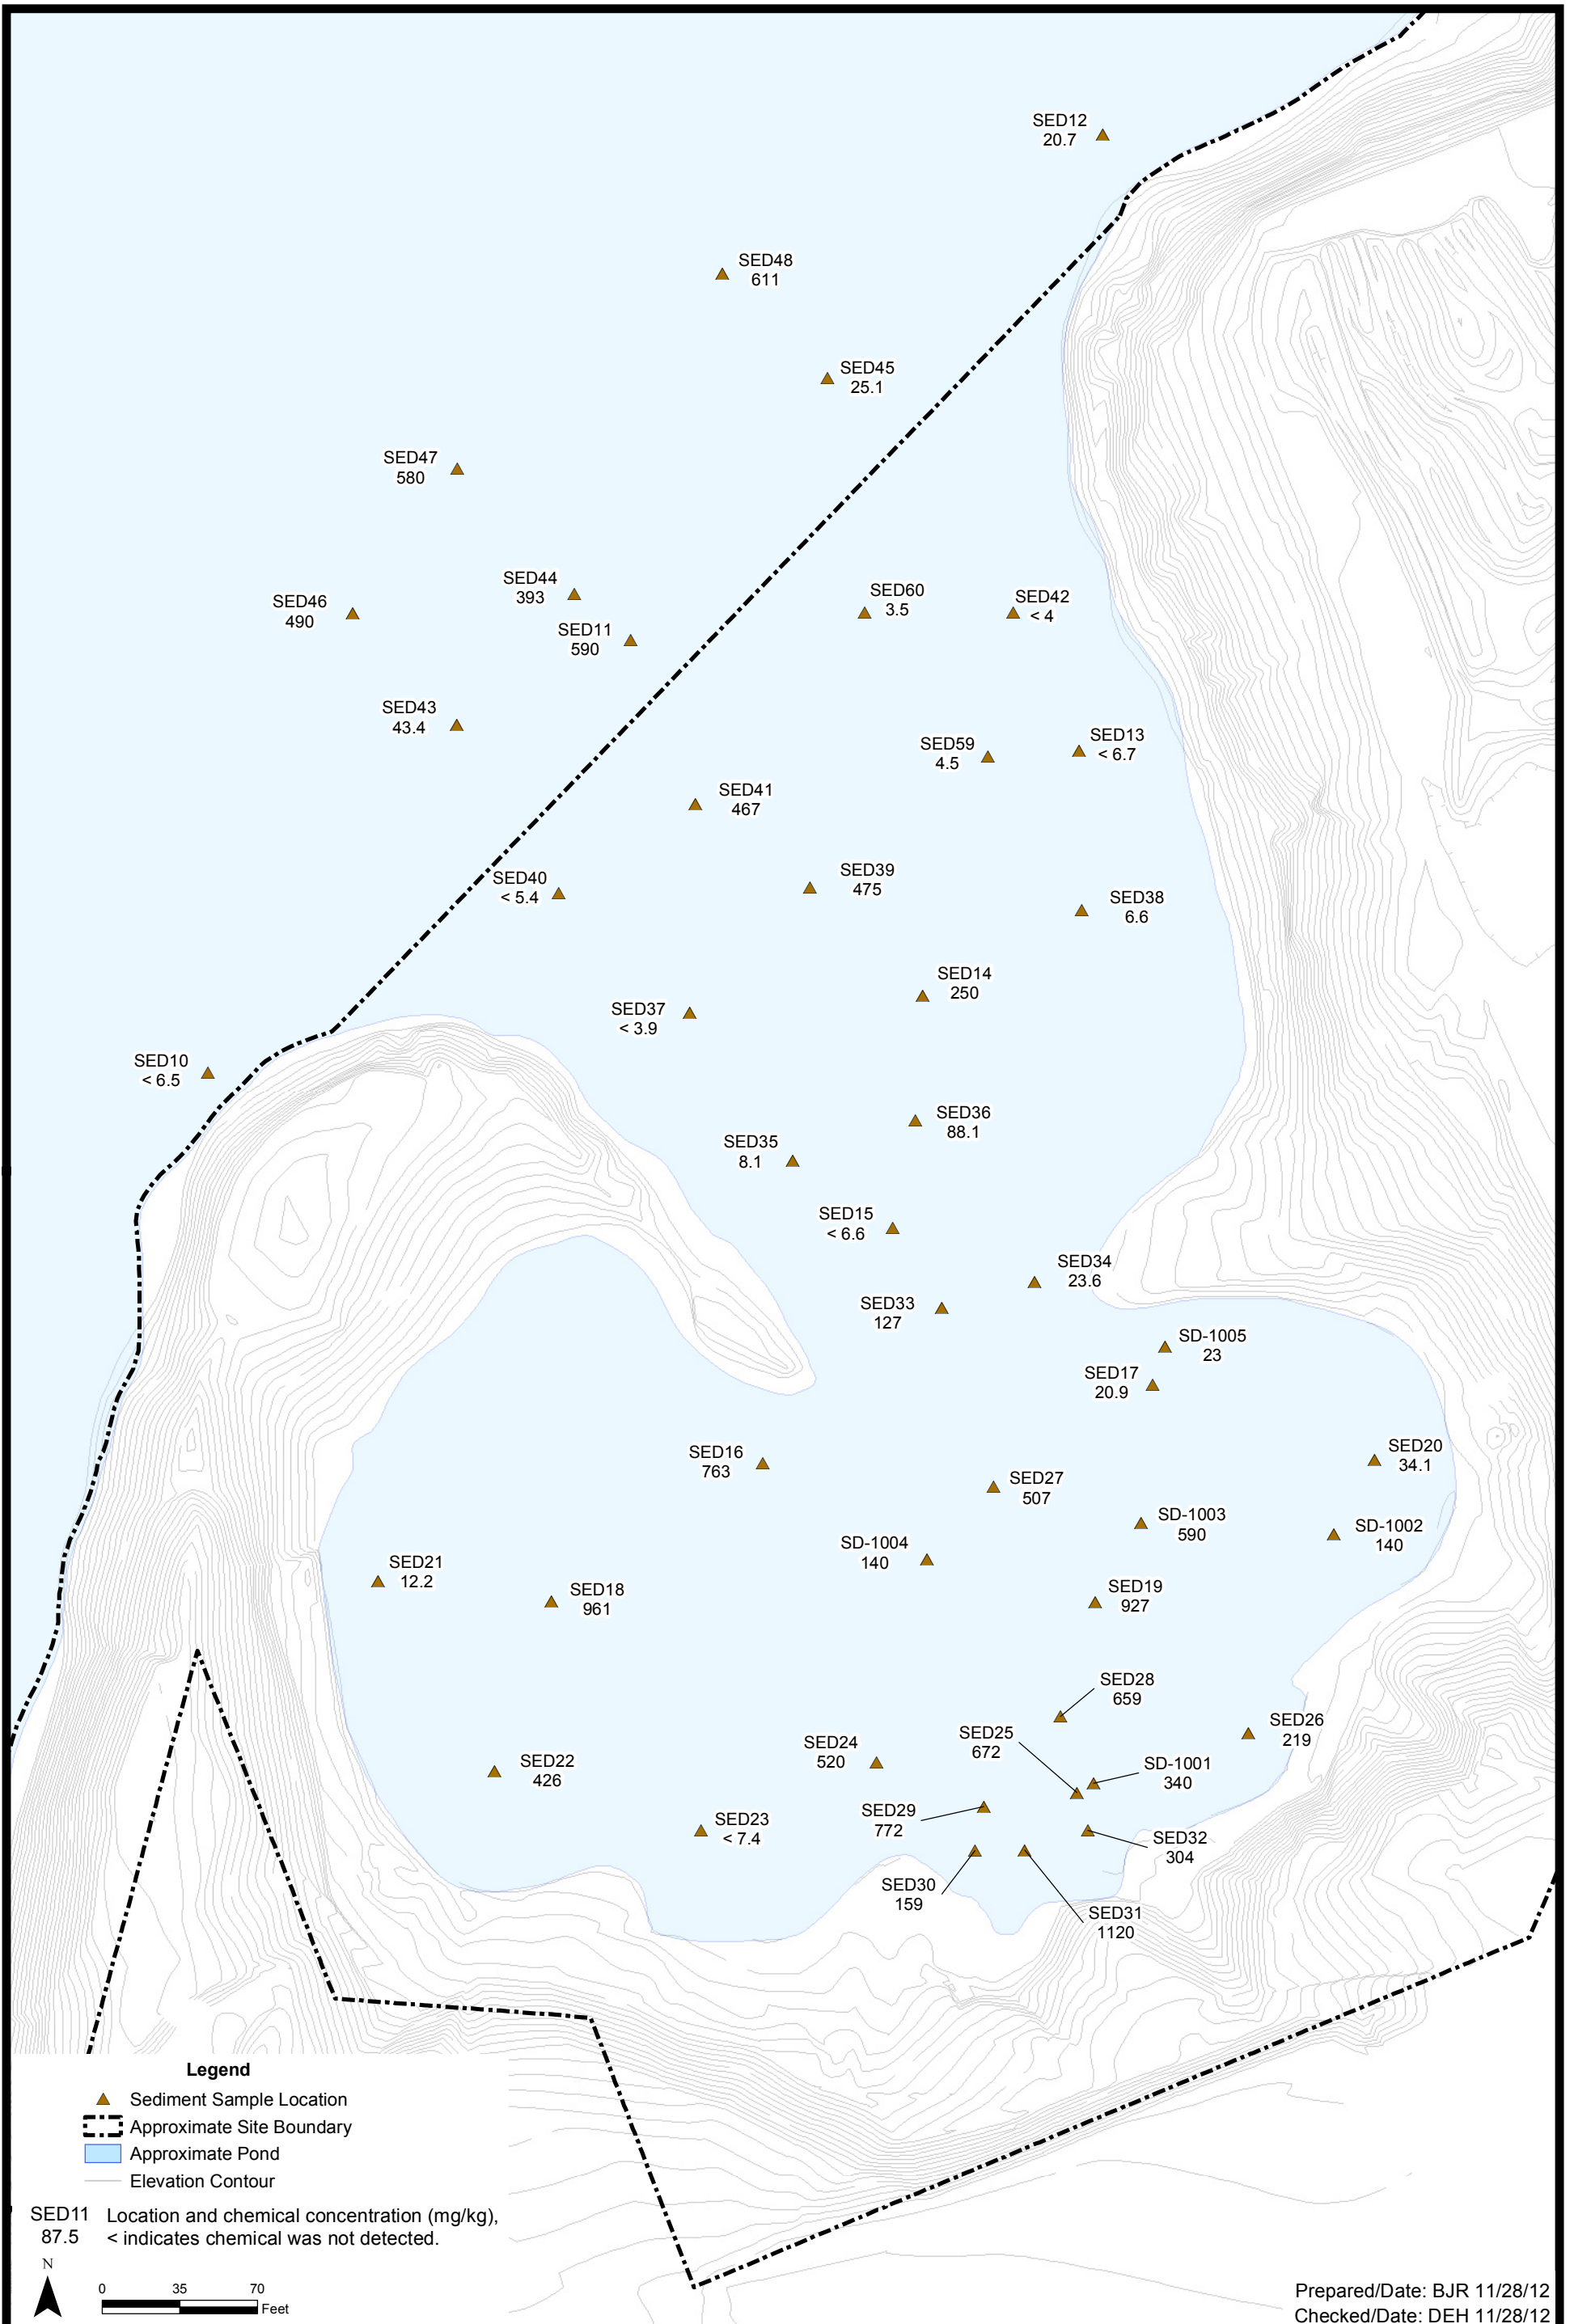 SED12
20.7
SED48
611
SED45
25.1
SED47
580
SED44
393
SED60
3.5
SED42
< 4
SED46
490
SED11
590
SED43
43.4
SED59
4.5
SED13
< 6.7
SED41
467
SED40
< 5.4
SED39
475
SED38
6.6
SED14
250
SED37
< 3.9
SED10
< 6.5
SED36
88.1
SED35
8.1
SED15
< 6.6
SED34
23.6
SED33
127
SD-1005
23
SED17
20.9
SED16
763
SED20
34.1
SED27
507
SD-1003
590
SD-1002
140
SD-1004
140
SED21
12.2
SED18
961
SED19
927
SED28
659
SED25
672
SED26
219
SED24
520
SED22
426
SD-1001
340
SED29
772
SED23
< 7.4
SED32
304
SED30
159
SED31
1120
Legend
Sediment Sample Location
Approximate Site Boundary
Approximate Pond
Elevation Contour
SED11 Location and chemical concentration (mg/kg),
87.5 < indicates chemical was not detected.
N
0 35 70
Feet
Prepared/Date: BJR 11/28/12
Checked/Date: DEH 11/28/12